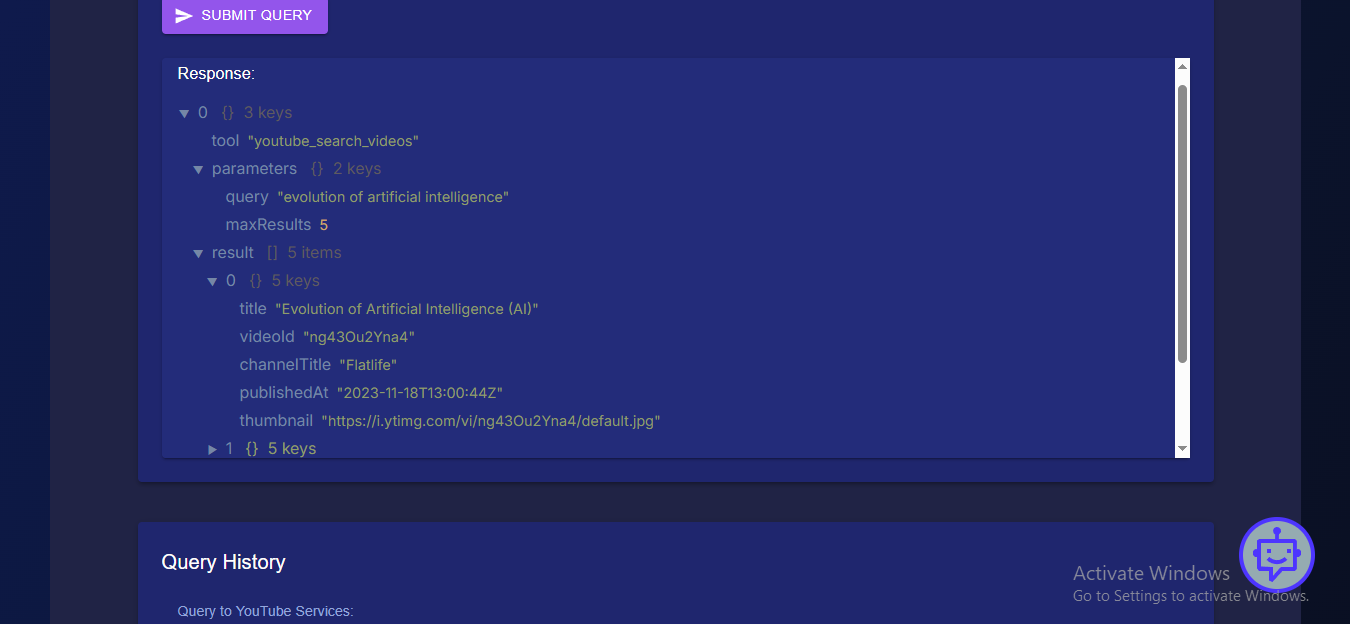 SUBMIT QUERY
Response:
0 {} 3 keys
tool "youtube_search_videos"
parameters {} 2 keys
query "evolution of artificial intelligence"
maxResults 5
result [] 5 items
0 {} 5 keys
title "Evolution of Artificial Intelligence (AI)"
videoId "ng43Ou2Yna4"
channelTitle "Flatlife"
publishedAt "2023-11-18T13:00:44Z"
thumbnail "https://i.ytimg.com/vi/ng43Ou2Yna4/default.jpg"
1 {} 5 keys
Query History
Query to YouTube Services:
Activate Windows
Go to Settings to activate Windows.